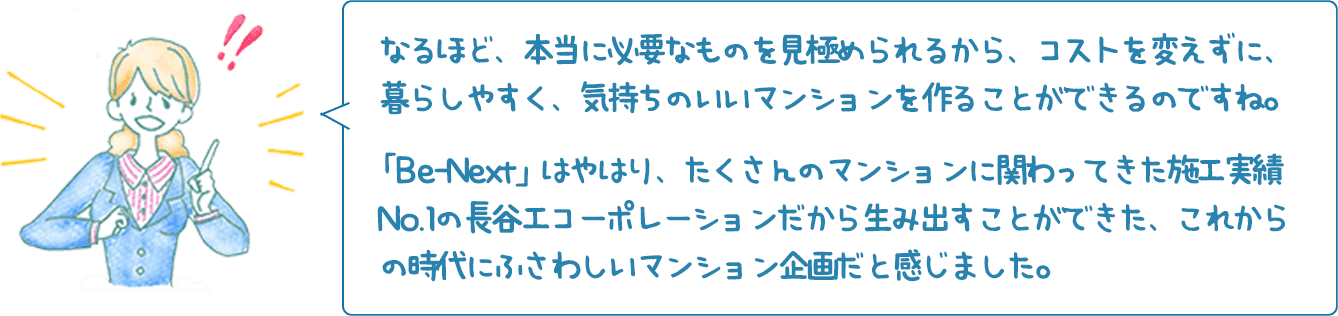 !!
なるほど、本当に必要なものを見極められるから、コストを変えずに、
暮らしやすく、気持ちのいいマンションを作ることができるのですね。
「Be-Next」はやはり、たくさんのマンションに関わってきた施工実績
No.1の長谷工コーポレーションだから生み出すことができた、これから
の時代にふさわしいマンション企画だと感じました。